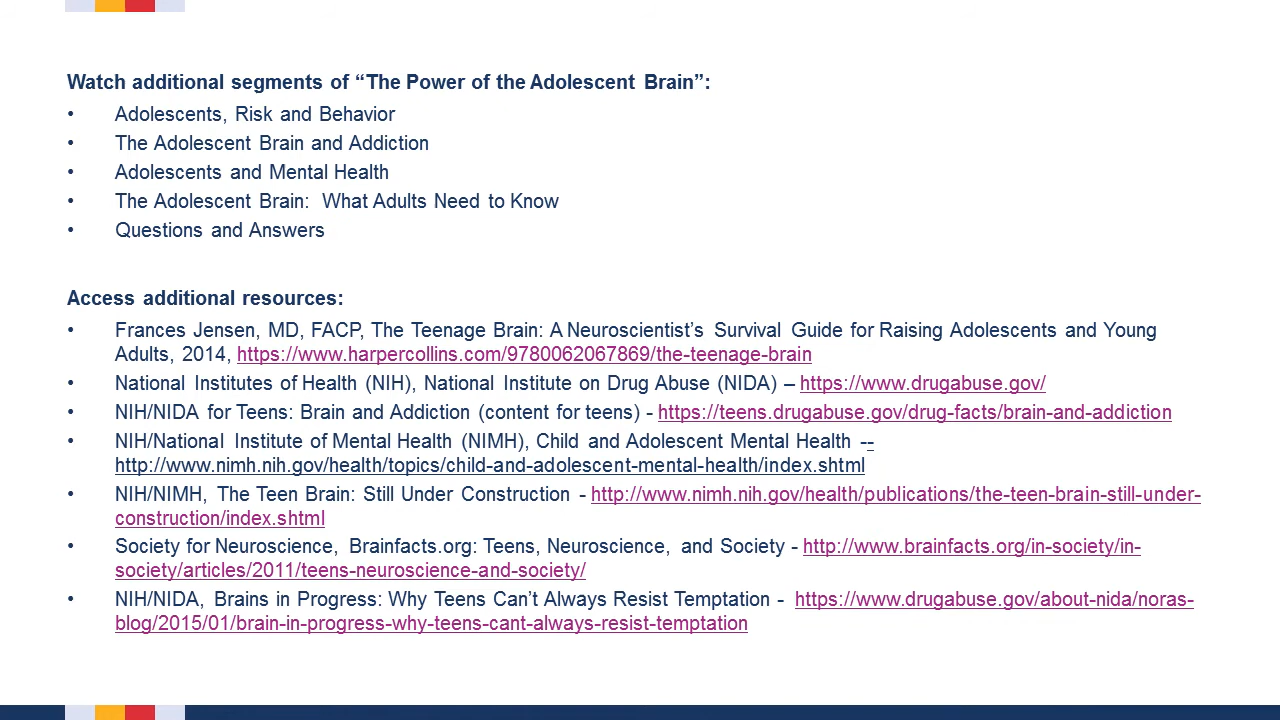 Watch additional segments of “The Power of the Adolescent Brain”:
• Adolescents, Risk and Behavior
• The Adolescent Brain and Addiction
• Adolescents and Mental Health
• The Adolescent Brain:  What Adults Need to Know
• Questions and Answers
Access additional resources:
• Frances Jensen, MD, FACP, The Teenage Brain: A Neuroscientist’s Survival Guide for Raising Adolescents and Young
Adults, 2014, https://www.harpercollins.com/9780062067869/the-teenage-brain
• National Institutes of Health (NIH), National Institute on Drug Abuse (NIDA) – https://www.drugabuse.gov/
• NIH/NIDA for Teens: Brain and Addiction (content for teens) - https://teens.drugabuse.gov/drug-facts/brain-and-addiction
• NIH/National Institute of Mental Health (NIMH), Child and Adolescent Mental Health --
http://www.nimh.nih.gov/health/topics/child-and-adolescent-mental-health/index.shtml
• NIH/NIMH, The Teen Brain: Still Under Construction - http://www.nimh.nih.gov/health/publications/the-teen-brain-still-under-
construction/index.shtml
• Society for Neuroscience, Brainfacts.org: Teens, Neuroscience, and Society - http://www.brainfacts.org/in-society/in-
society/articles/2011/teens-neuroscience-and-society/
• NIH/NIDA, Brains in Progress: Why Teens Can’t Always Resist Temptation -  https://www.drugabuse.gov/about-nida/noras-
blog/2015/01/brain-in-progress-why-teens-cant-always-resist-temptation